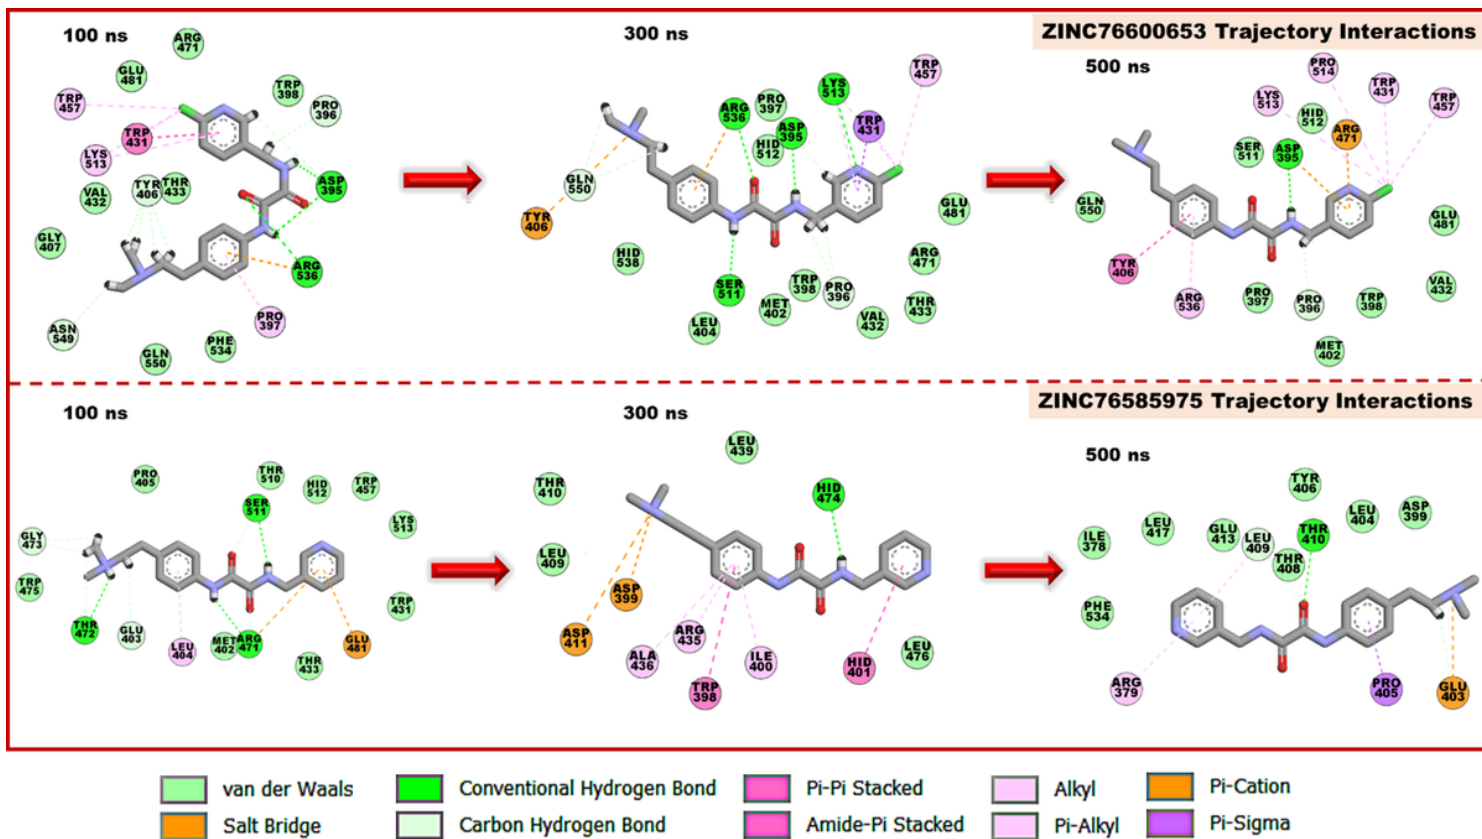 ZINC76600653 Trajectory Interactions
100 ns
ARG
471
GLU
481
TRP
457
TRP
398
PRO
396
TRP
431
LYS
513
ASP
395
VAL
432
TYR
406
THR
433
GLY
407
ARG
536
PRO
397
ASN
549
GLN
550
PHE
534
300 ns
TRP
457
LYS
513
ARG
536
PRO
397
ASP
395
TRP
431
HID
512
GLN
550
TYR
406
GLU
481
HID
538
ARG
471
SER
511
TRP
398
PRO
396
MET
402
LEU
404
VAL
432
THR
433
500 ns
PRO
514
LYS
513
TRP
431
TRP
457
HID
512
ARG
471
SER
511
ASP
395
GLN
550
GLU
481
TYR
406
ARG
536
PRO
397
PRO
396
TRP
398
VAL
432
MET
402
ZINC76585975 Trajectory Interactions
100 ns
PRO
405
THR
510
HID
512
TRP
457
SER
511
LYS
513
GLY
473
TRP
475
TRP
431
THR
472
GLU
403
LEU
404
MET
402
ARG
471
THR
433
GLU
481
300 ns
LEU
439
THR
410
HID
474
LEU
409
ASP
399
ASP
411
ARG
435
ALA
436
ILE
400
TRP
398
HID
401
LEU
476
500 ns
TYR
406
LEU
404
ASP
399
ILE
378
LEU
417
GLU
413
LEU
409
THR
410
THR
408
PHE
534
ARG
379
PRO
405
GLU
403
van der Waals
Conventional Hydrogen Bond
Pi-Pi Stacked
Alkyl
Pi-Cation
Salt Bridge
Carbon Hydrogen Bond
Amide-Pi Stacked
Pi-Alkyl
Pi-Sigma